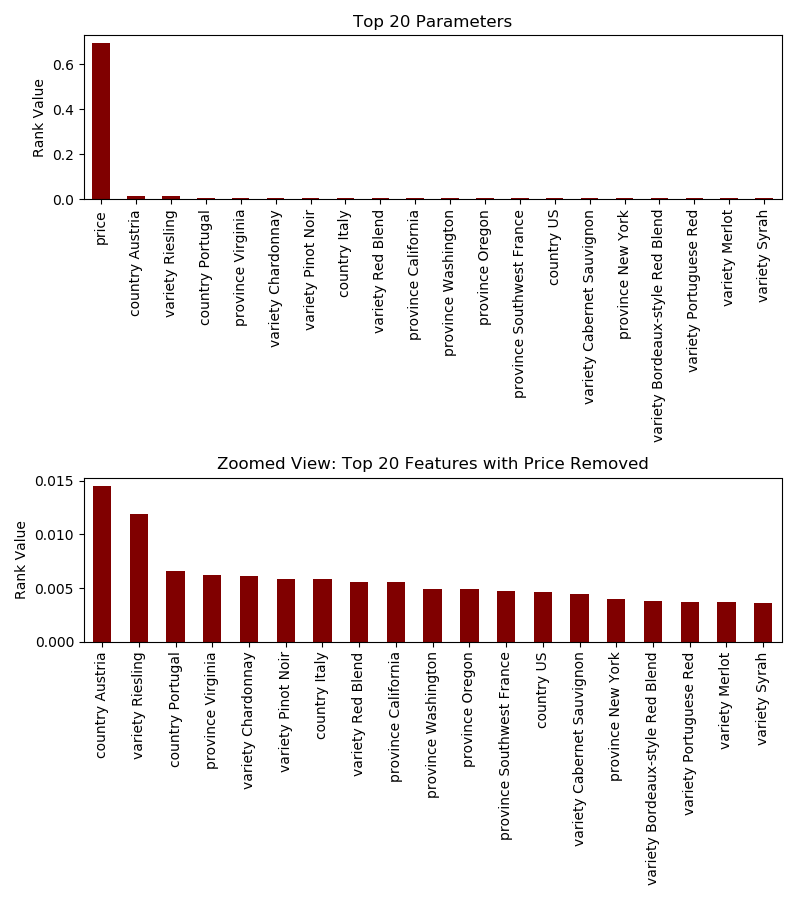 Top 20 Parameters
Rank Value
0.6
0.4
0.2
0.0
price
country Austria
variety Riesling
country Portugal
province Virginia
variety Chardonnay
variety Pinot Noir
country Italy
variety Red Blend
province California
province Washington
province Oregon
province Southwest France
country US
variety Cabernet Sauvignon
province New York
variety Bordeaux-style Red Blend
variety Portuguese Red
variety Merlot
variety Syrah
Zoomed View: Top 20 Features with Price Removed
Rank Value
0.015
0.010
0.005
0.000
country Austria
variety Riesling
country Portugal
province Virginia
variety Chardonnay
variety Pinot Noir
country Italy
variety Red Blend
province California
province Washington
province Oregon
province Southwest France
country US
variety Cabernet Sauvignon
province New York
variety Bordeaux-style Red Blend
variety Portuguese Red
variety Merlot
variety Syrah